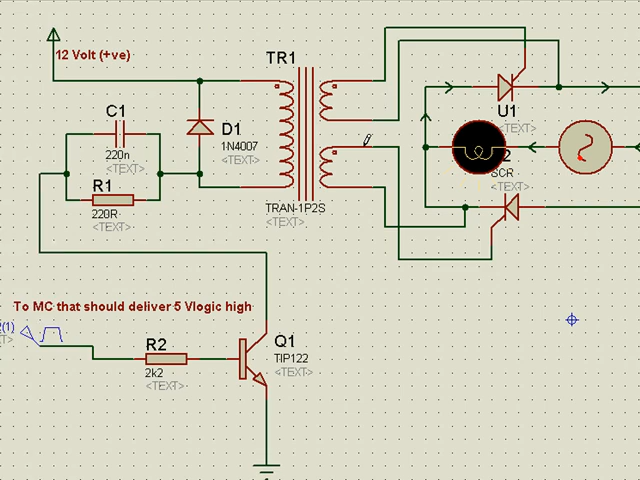 12 Volt (+ve)
TR1
C1
220n
<TEXT>
D1
1N4007
<TEXT>
U1
<TEXT>
2
SCR
<TEXT>
R1
220R
<TEXT>
TRAN-1P2S
<TEXT>
To MC that should deliver 5 Vlogic high
(1)
T>
R2
2k2
<TEXT>
Q1
TIP122
<TEXT>